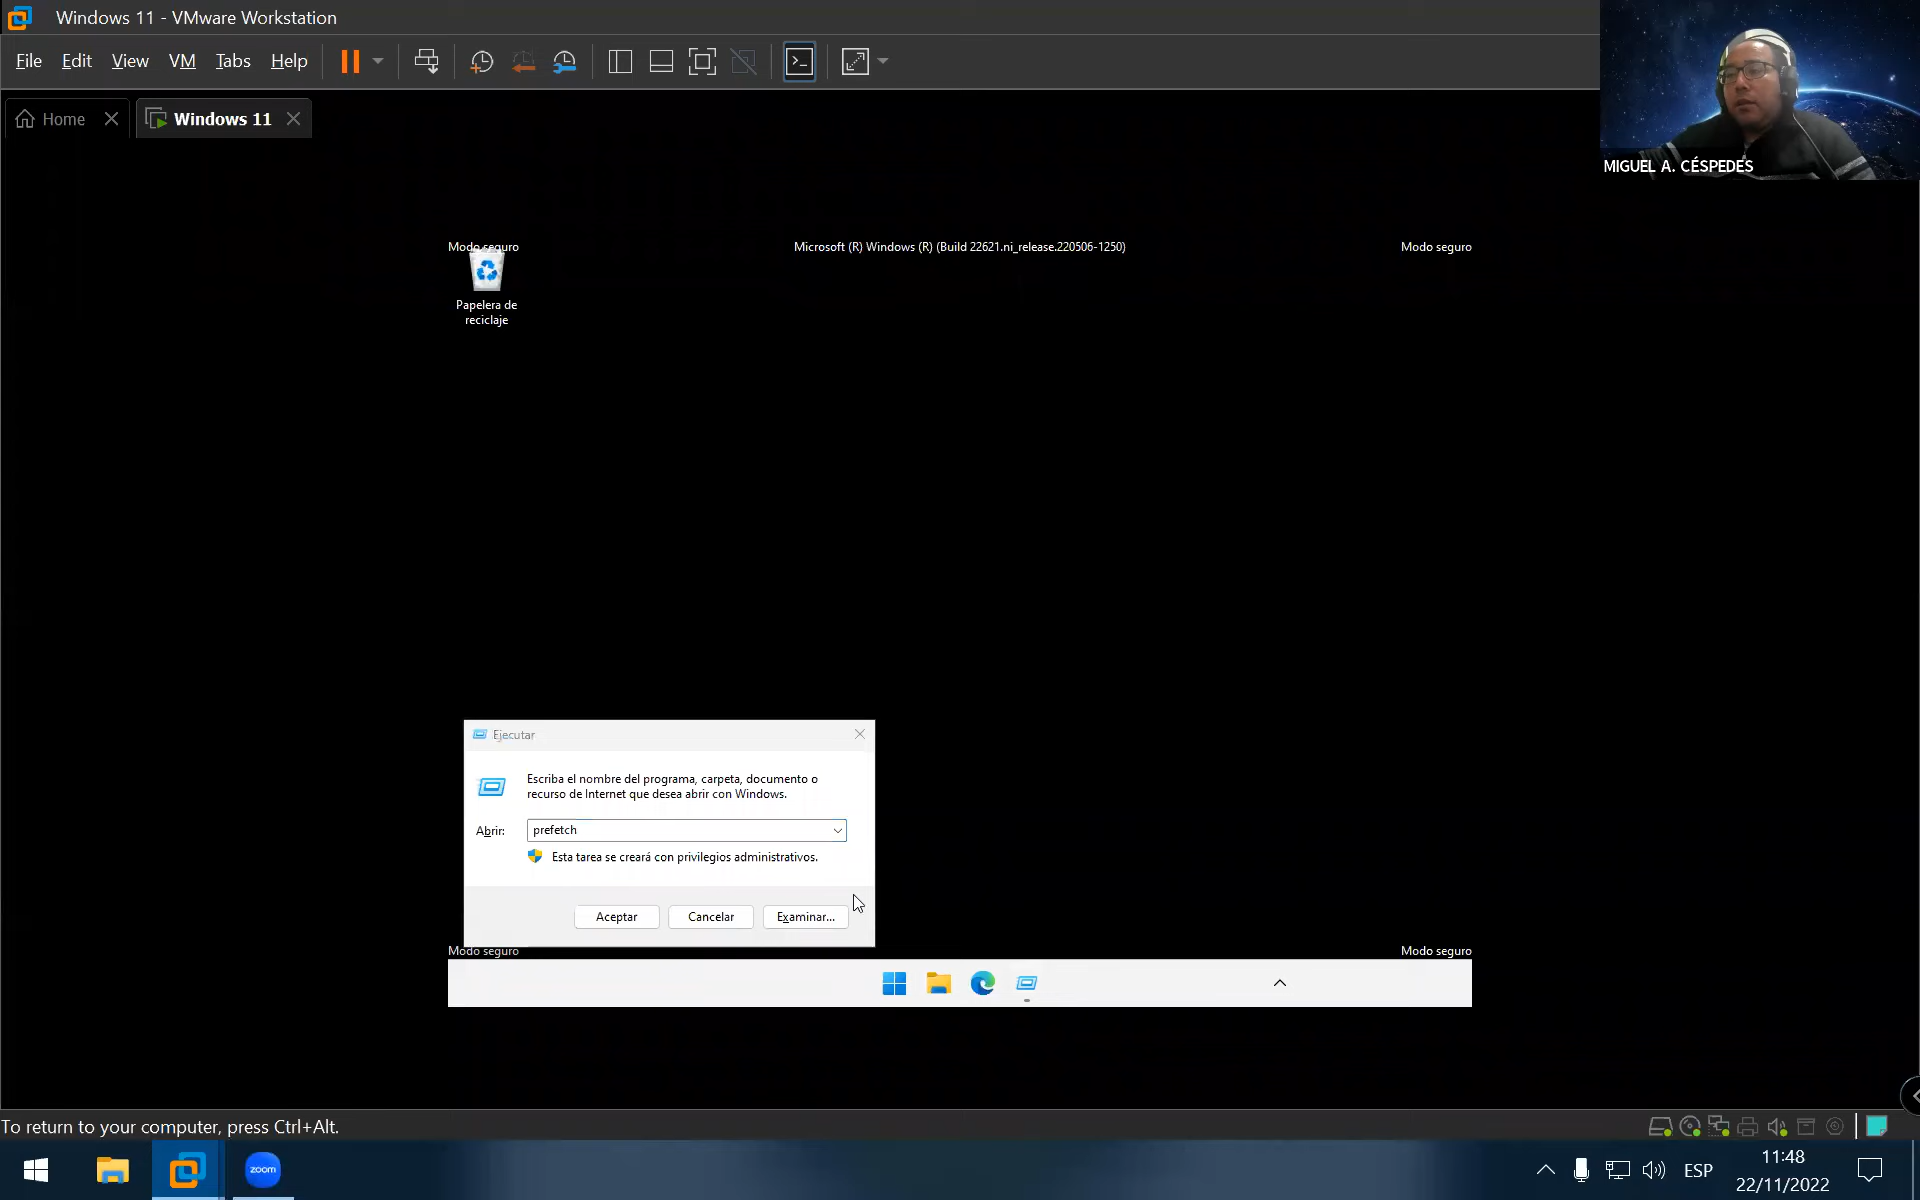 Windows 11 - VMware Workstation
File Edit View VM Tabs Help
Home
Windows 11
MIGUEL A. CÉSPEDES
Modo seguro
Microsoft (R) Windows (R) (Build 22621.ni_release.220506-1250)
Modo seguro
Papelera de
reciclaje
Ejecutar
Escriba el nombre del programa, carpeta, documento o
recurso de Internet que desea abrir con Windows.
Abrir:
prefetch
Esta tarea se creará con privilegios administrativos.
Aceptar
Cancelar
Examinar...
Modo seguro
Modo seguro
To return to your computer, press Ctrl+Alt.
zoom
ESP
11:48
22/11/2022